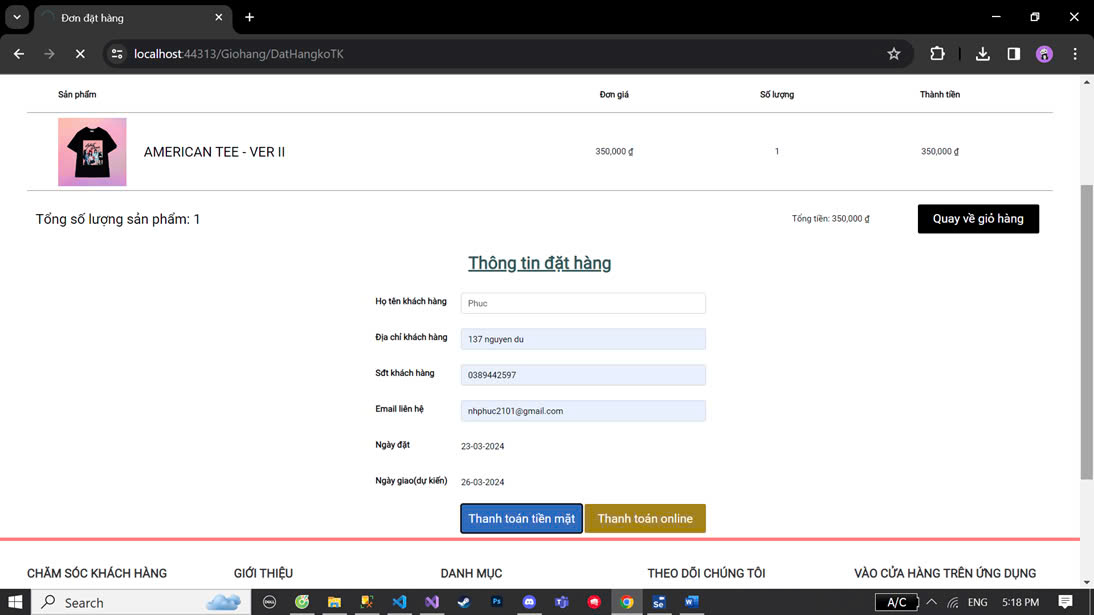 Đơn đặt hàng
localhost:44313/Giohang/DatHangkoTK
Sản phẩm Đơn giá Số lượng Thành tiền
AMERICAN TEE - VER II 350,000 ₫ 1 350,000 ₫
Tổng số lượng sản phẩm: 1 Tổng tiền: 350,000 ₫ Quay về giỏ hàng
Thông tin đặt hàng
Họ tên khách hàng Phuc
Địa chỉ khách hàng 137 nguyen du
Sđt khách hàng 0389442597
Email liên hệ nhphuc2101@gmail.com
Ngày đặt 23-03-2024
Ngày giao(dự kiến) 26-03-2024
Thanh toán tiền mặt Thanh toán online
CHĂM SÓC KHÁCH HÀNG GIỚI THIỆU DANH MỤC THEO DÕI CHÚNG TÔI VÀO CỬA HÀNG TRÊN ỨNG DỤNG
Search DELL Ps Se A/C ENG 5:18 PM